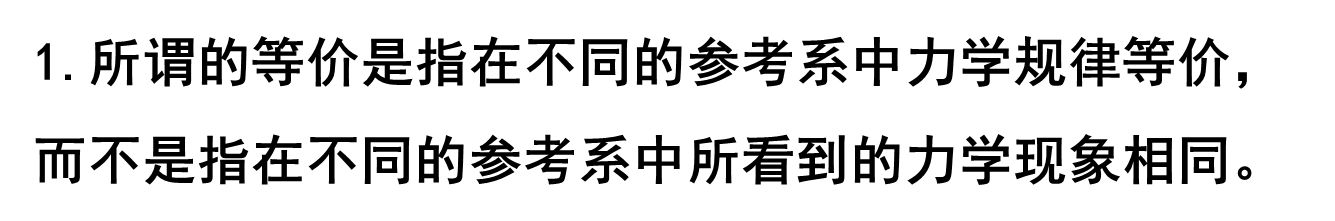 1.所谓的等价是指在不同的参考系中力学规律等价，
而不是指在不同的参考系中所看到的力学现象相同。